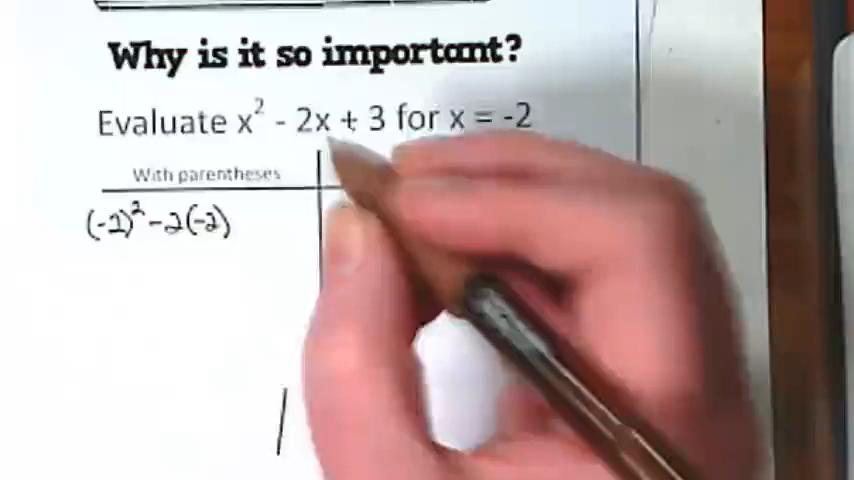 Why is it so important?
Evaluate x² - 2x + 3 for x = -2
With parentheses
(-2)² - 2(-2)